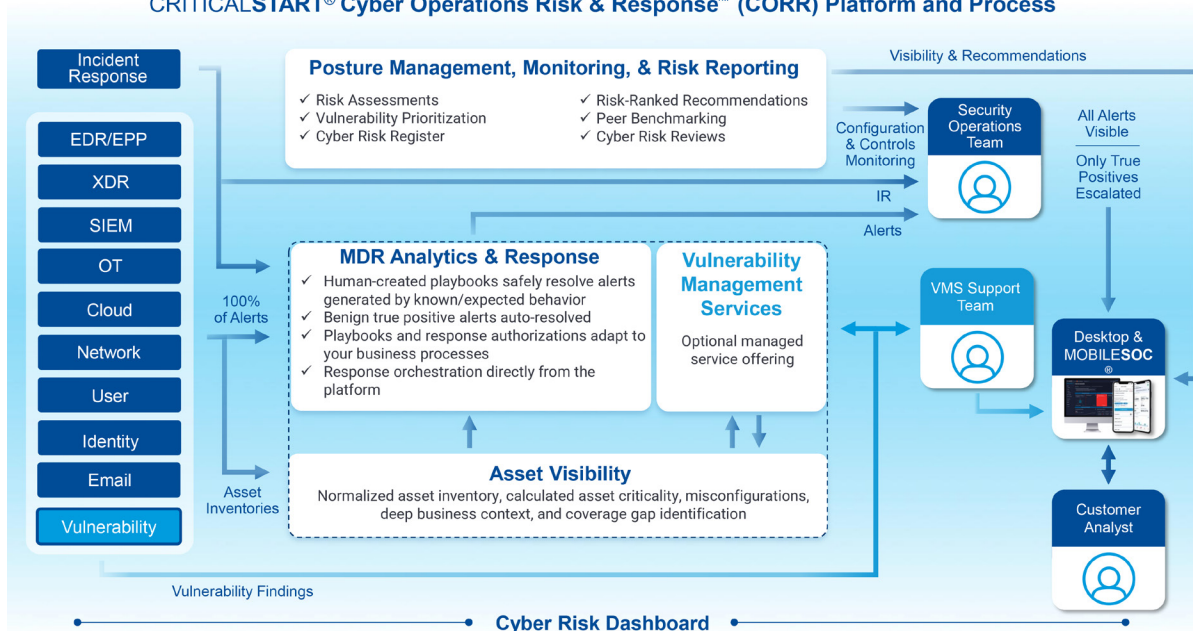 CRITICALSTART® Cyber Operations Risk & Response™ (CORR) Platform and Process
Incident
Response
EDR/EPP
XDR
SIEM
OT
Cloud
Network
User
Identity
Email
Vulnerability
100%
of Alerts
Asset
Inventories
Vulnerability Findings
Posture Management, Monitoring, & Risk Reporting
✓ Risk Assessments
✓ Vulnerability Prioritization
✓ Cyber Risk Register
✓ Risk-Ranked Recommendations
✓ Peer Benchmarking
✓ Cyber Risk Reviews
MDR Analytics & Response
✓ Human-created playbooks safely resolve alerts
generated by known/expected behavior
✓ Benign true positive alerts auto-resolved
✓ Playbooks and response authorizations adapt to
your business processes
✓ Response orchestration directly from the
platform
Vulnerability
Management
Services
Optional managed
service offering
Asset Visibility
Normalized asset inventory, calculated asset criticality, misconfigurations,
deep business context, and coverage gap identification
Visibility & Recommendations
Configuration
& Controls
Monitoring
IR
Alerts
Security
Operations
Team
All Alerts
Visible
Only True
Positives
Escalated
VMS Support
Team
Desktop &
MOBILESOC
®
Customer
Analyst
Cyber Risk Dashboard